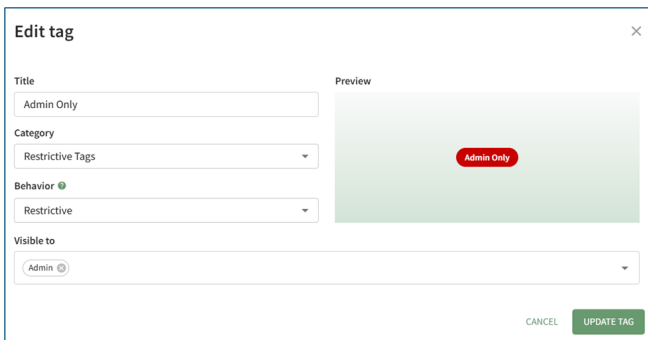 Edit tag
Title
Admin Only
Category
Restrictive Tags
Behavior
Restrictive
Preview
Admin Only
Visible to
Admin
CANCEL
UPDATE TAG